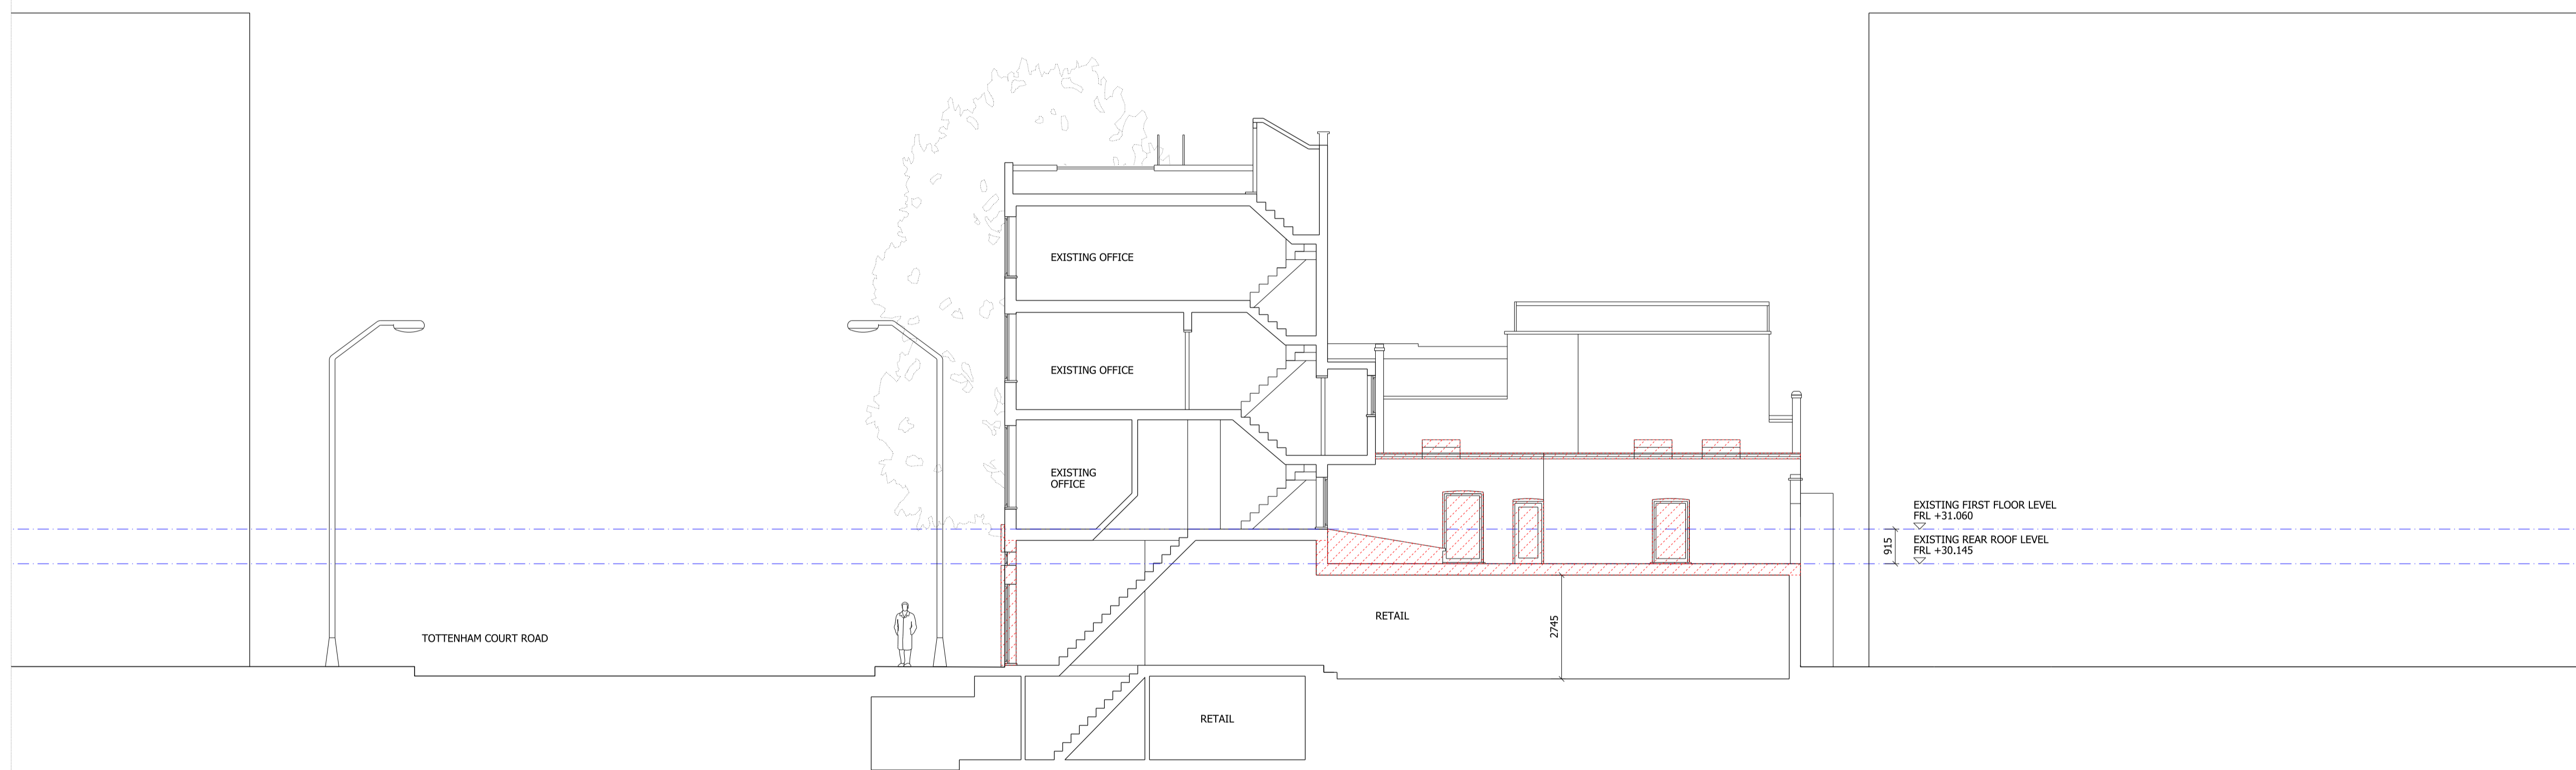 EXISTING OFFICE
EXISTING OFFICE
EXISTING
OFFICE
EXISTING FIRST FLOOR LEVEL
FRL +31.060
915
EXISTING REAR ROOF LEVEL
FRL +30.145
RETAIL
2745
TOTTENHAM COURT ROAD
RETAIL